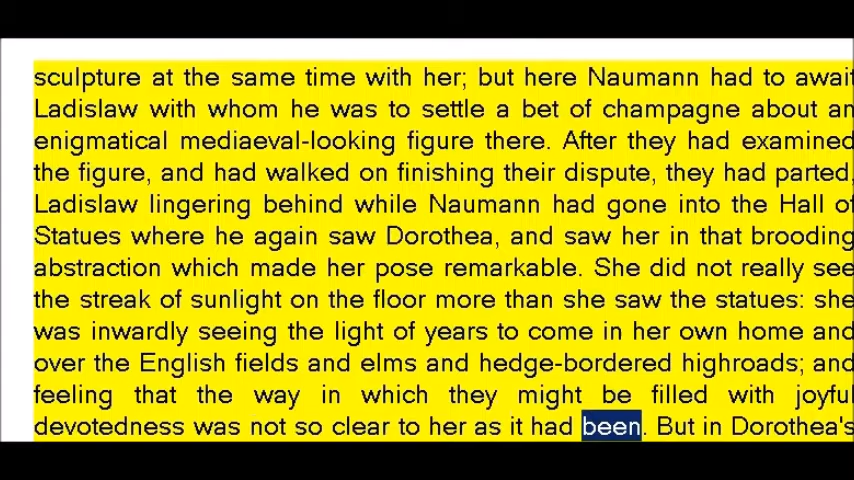 sculpture at the same time with her; but here Naumann had to await
Ladislaw with whom he was to settle a bet of champagne about an
enigmatical mediaeval-looking figure there. After they had examined
the figure, and had walked on finishing their dispute, they had parted,
Ladislaw lingering behind while Naumann had gone into the Hall of
Statues where he again saw Dorothea, and saw her in that brooding
abstraction which made her pose remarkable. She did not really see
the streak of sunlight on the floor more than she saw the statues: she
was inwardly seeing the light of years to come in her own home and
over the English fields and elms and hedge-bordered highroads; and
feeling that the way in which they might be filled with joyful
devotedness was not so clear to her as it had been. But in Dorothea's